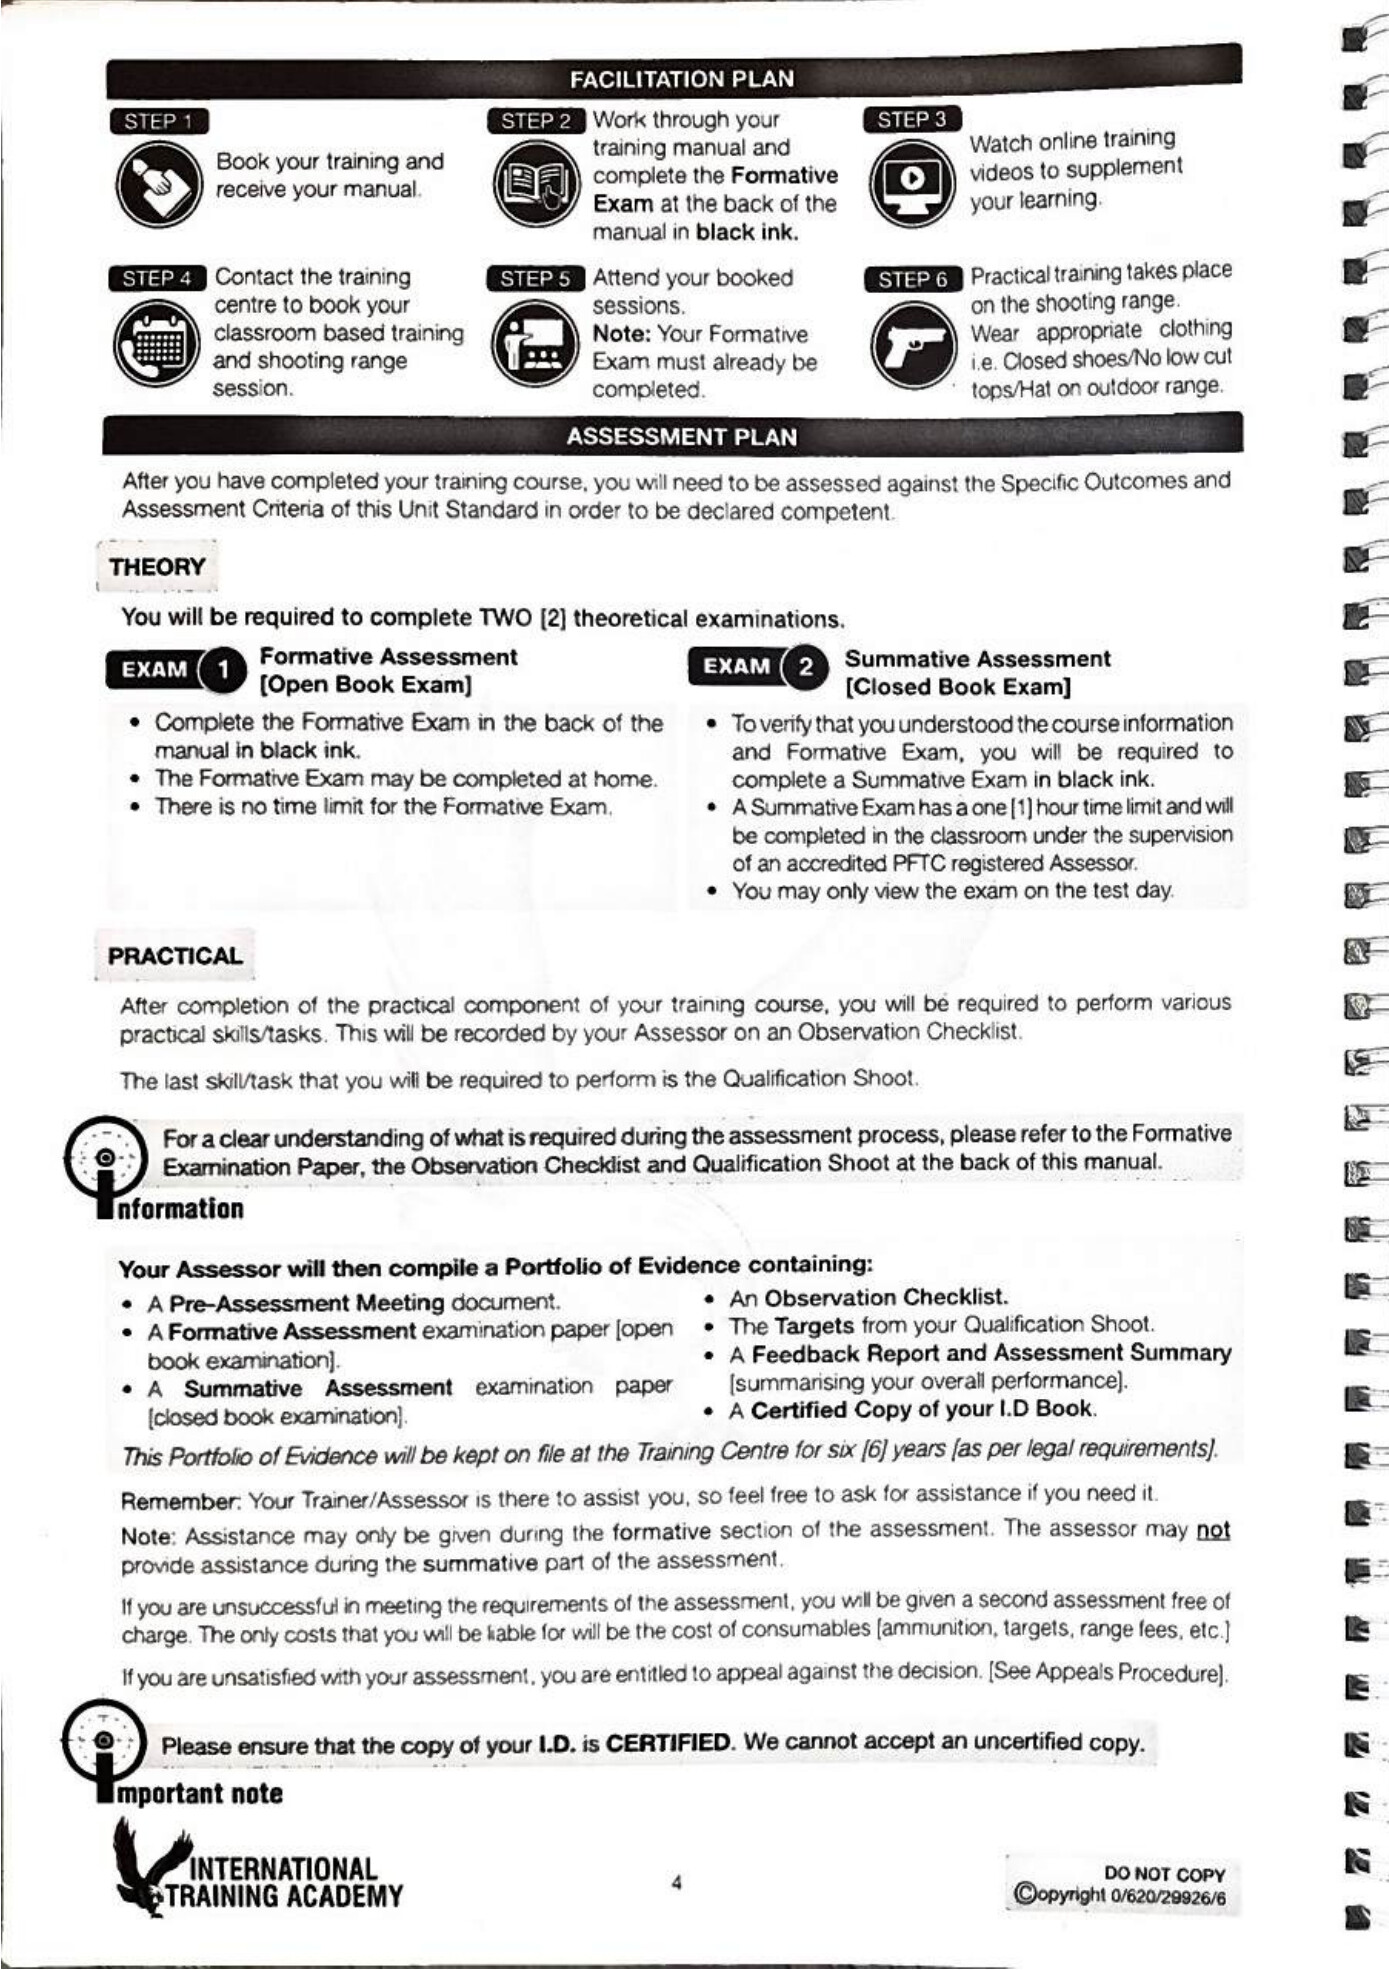 FACILITATION PLAN
STEP 1
Book your training and
receive your manual.
STEP 2
Work through your
training manual and
complete the Formative
Exam at the back of the
manual in black ink.
STEP 3
Watch online training
videos to supplement
your learning.
STEP 4
Contact the training
centre to book your
classroom based training
and shooting range
session.
STEP 5
Attend your booked
sessions.
Note: Your Formative
Exam must already be
completed.
STEP 6
Practical training takes place
on the shooting range.
Wear appropriate clothing
i.e. Closed shoes/No low cut
tops/Hat on outdoor range.
ASSESSMENT PLAN
After you have completed your training course, you will need to be assessed against the Specific Outcomes and
Assessment Criteria of this Unit Standard in order to be declared competent.
THEORY
You will be required to complete TWO [2] theoretical examinations.
EXAM 1
Formative Assessment
[Open Book Exam]
• Complete the Formative Exam in the back of the
manual in black ink.
• The Formative Exam may be completed at home.
• There is no time limit for the Formative Exam.
EXAM 2
Summative Assessment
[Closed Book Exam]
• To verify that you understood the course information
and Formative Exam, you will be required to
complete a Summative Exam in black ink.
• A Summative Exam has a one [1] hour time limit and will
be completed in the classroom under the supervision
of an accredited PFTC registered Assessor.
• You may only view the exam on the test day.
PRACTICAL
After completion of the practical component of your training course, you will be required to perform various
practical skills/tasks. This will be recorded by your Assessor on an Observation Checklist.
The last skill/task that you will be required to perform is the Qualification Shoot.
For a clear understanding of what is required during the assessment process, please refer to the Formative
Examination Paper, the Observation Checklist and Qualification Shoot at the back of this manual.
Information
Your Assessor will then compile a Portfolio of Evidence containing:
• A Pre-Assessment Meeting document.
• A Formative Assessment examination paper [open
book examination].
• A Summative Assessment examination paper
[closed book examination].
• An Observation Checklist.
• The Targets from your Qualification Shoot.
• A Feedback Report and Assessment Summary
[summarising your overall performance].
• A Certified Copy of your I.D Book.
This Portfolio of Evidence will be kept on file at the Training Centre for six [6] years [as per legal requirements].
Remember: Your Trainer/Assessor is there to assist you, so feel free to ask for assistance if you need it.
Note: Assistance may only be given during the formative section of the assessment. The assessor may not
provide assistance during the summative part of the assessment.
If you are unsuccessful in meeting the requirements of the assessment, you will be given a second assessment free of
charge. The only costs that you will be liable for will be the cost of consumables [ammunition, targets, range fees, etc.]
If you are unsatisfied with your assessment, you are entitled to appeal against the decision. [See Appeals Procedure].
Please ensure that the copy of your I.D. is CERTIFIED. We cannot accept an uncertified copy.
Important note
INTERNATIONAL
TRAINING ACADEMY
4
DO NOT COPY
©opyright 0/620/29926/6